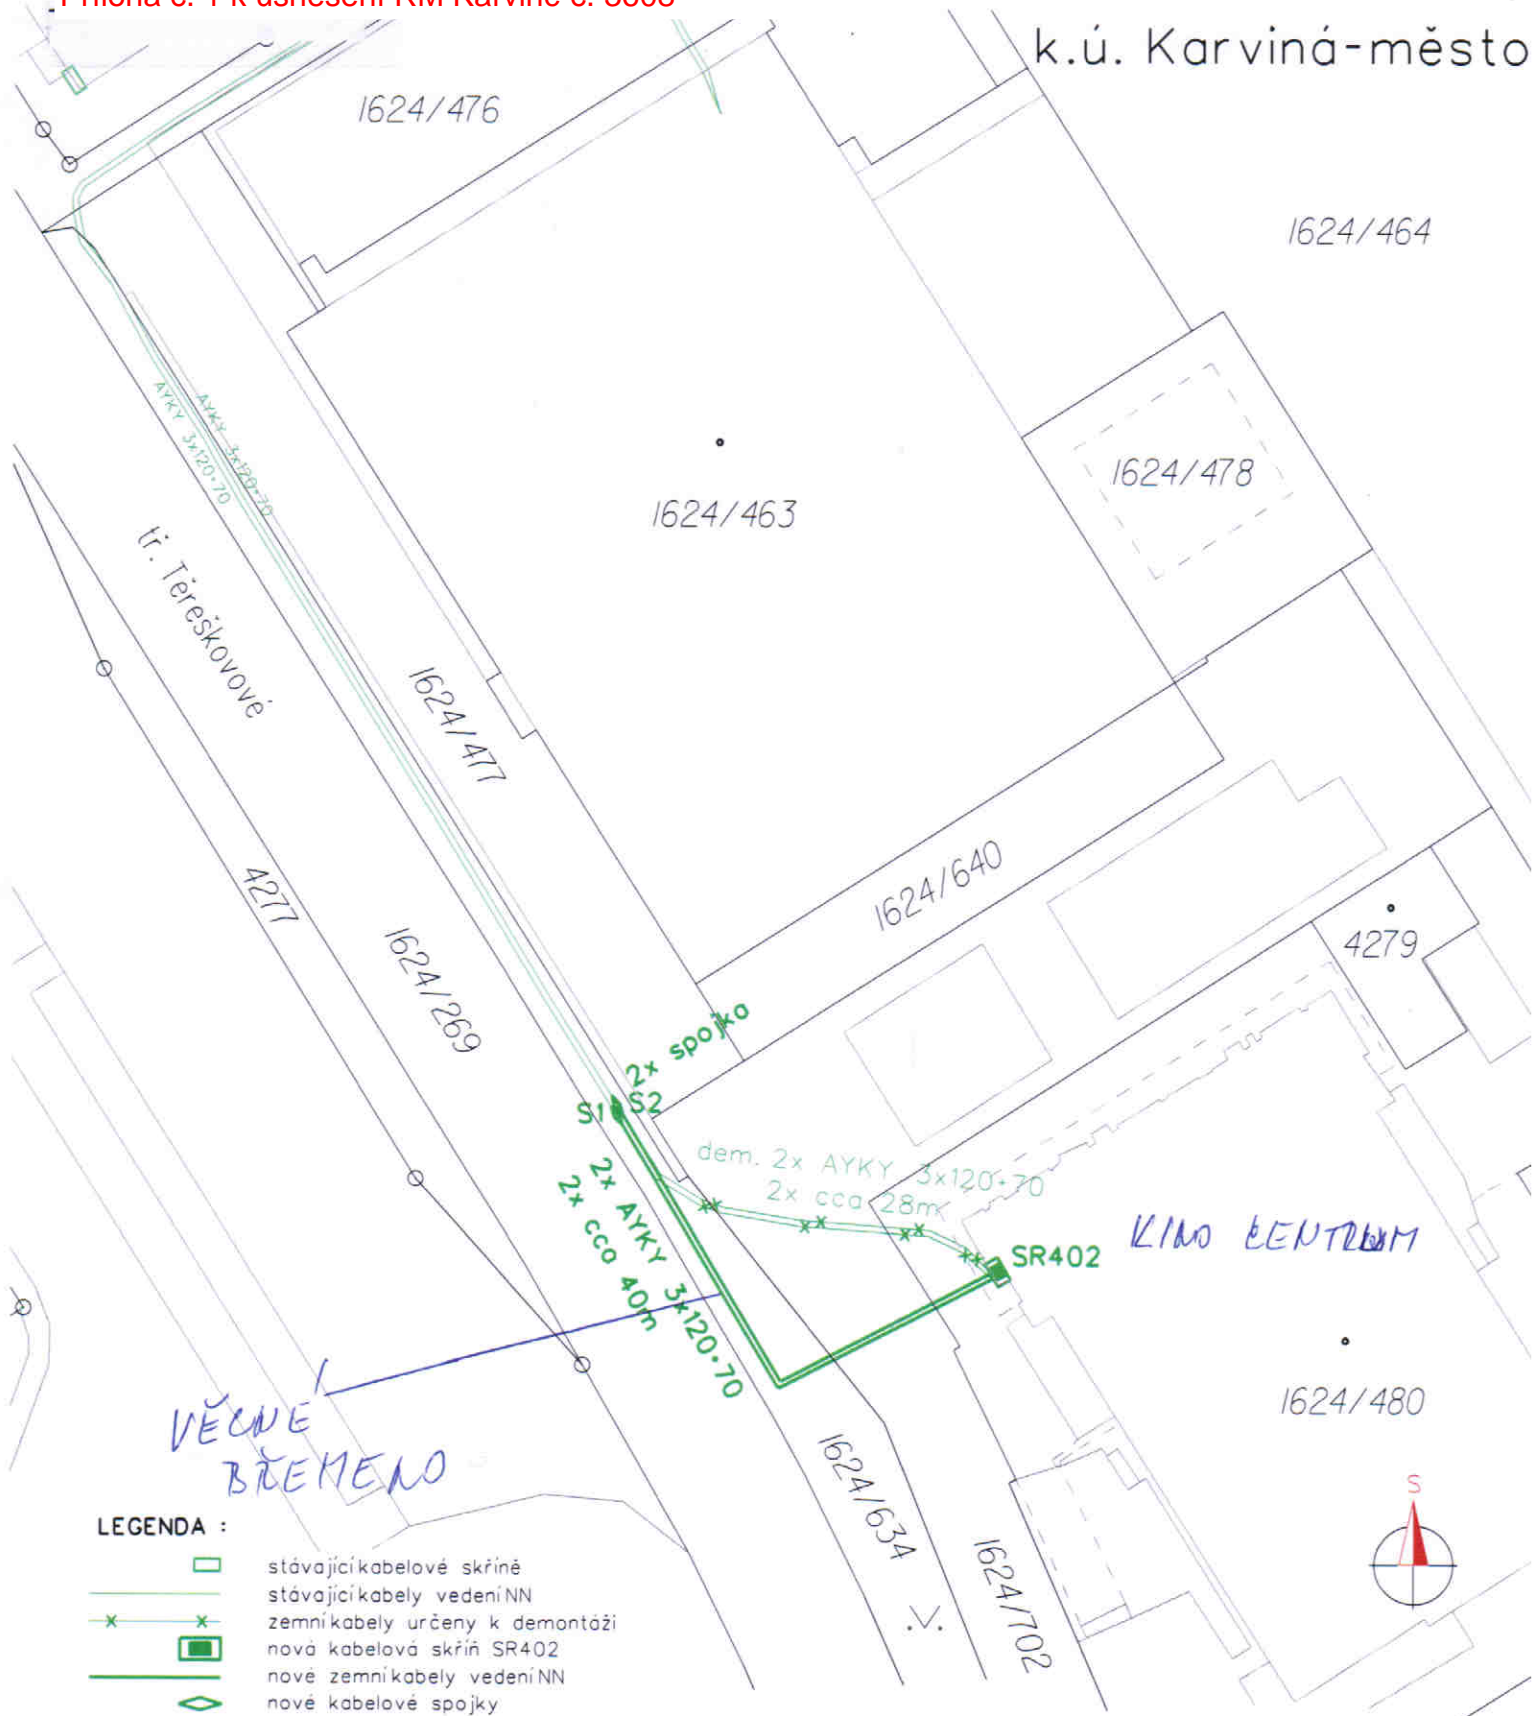 k.ú. Karviná-město
1624/476
1624/464
AYKY 3x120+70
AYKY 3x120+70
1624/478
1624/463
tř. Těreškovové
1624/477
4277
1624/269
1624/640
4279
2x spojka
S1
S2
dem. 2x AYKY 3x120+70
2x cca 28m
2x AYKY 3x120+70
2x cca 40m
SR402
KINO CENTRUM
VĚCNÉ
BŘEMENO
1624/480
1624/634
1624/702
S
LEGENDA :
stávající kabelové skříně
stávající kabely vedení NN
zemní kabely určeny k demontáži
nová kabelová skříň SR402
nové zemní kabely vedení NN
nové kabelové spojky